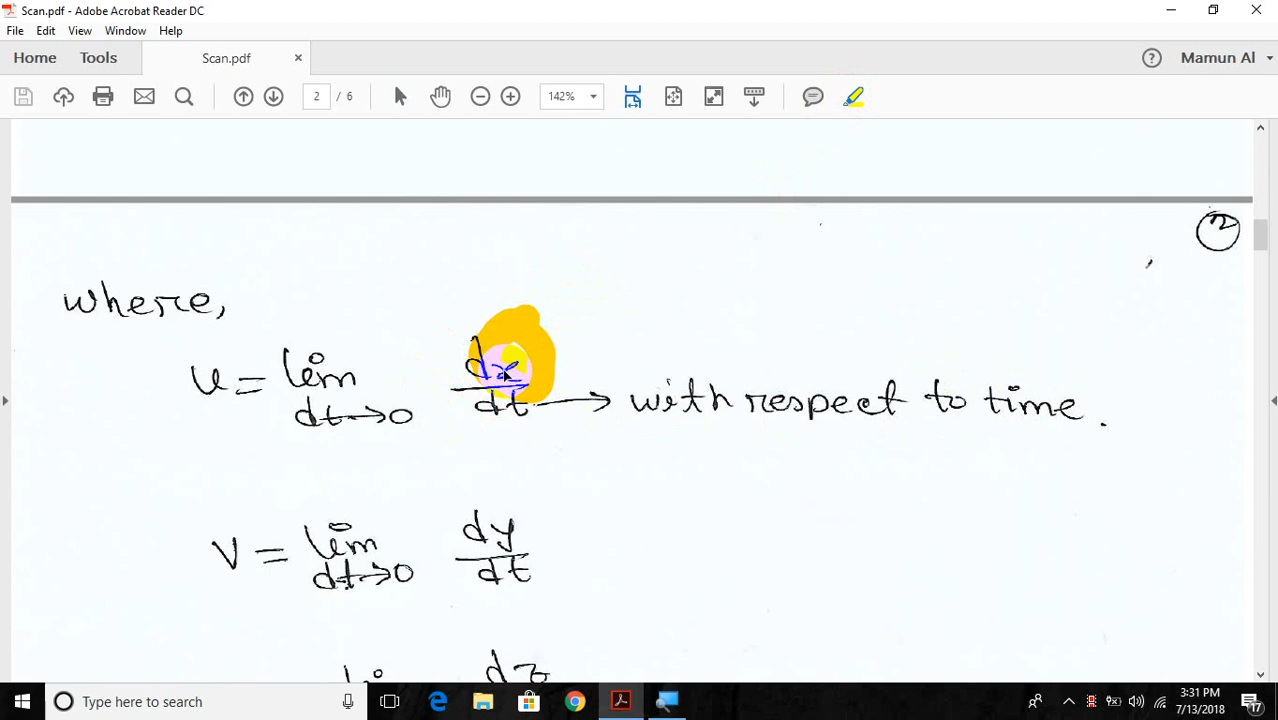 Scan.pdf - Adobe Acrobat Reader DC
File Edit View Window Help
Home Tools Scan.pdf × Mamun Al
2 / 6 142%
2
where,
u = lim dx
dt→0 dt → with respect to time.
v = lim dy
dt→0 dt
dz
Type here to search
3:31 PM
7/13/2018
17